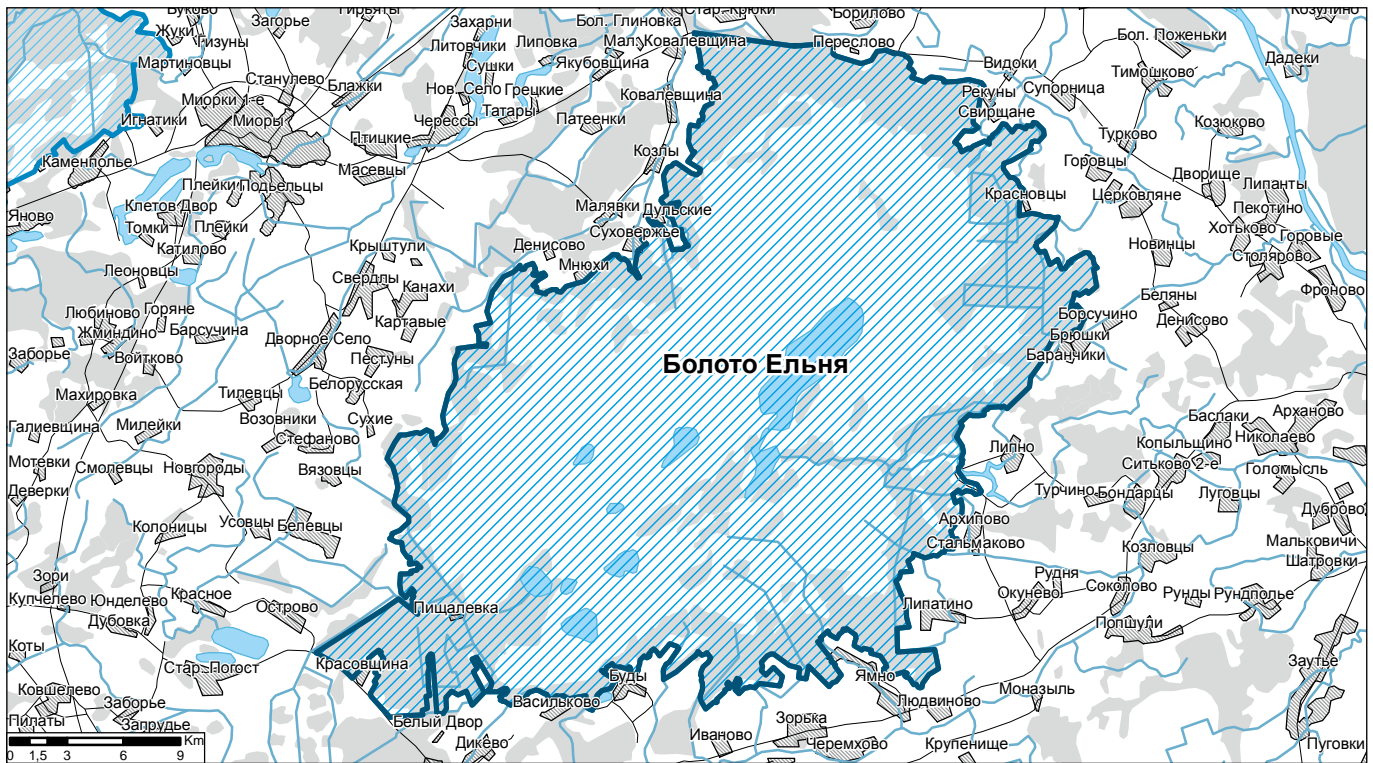 Буково
Гирьяты
Стар. Крюки
Козулино
Загорье
Захарни
Бол. Глиновка
Борилово
Жуки
Гизуны
Литовчики
Липовка
Мал. Ковалевщина
Переслово
Бол. Поженьки
Мартиновцы
Сушки
Якубовщина
Видоки
Тимошково
Дадеки
Станулево
Блажки
Нов. Село
Грецкие
Ковалевщина
Рекуны
Супорница
Миорки 1-е
Татары
Свирщане
Игнатики
Миоры
Черессы
Патеенки
Козюково
Птицкие
Турково
Каменполье
Масевцы
Козлы
Горовцы
Плейки
Подъельцы
Дворище
Липанты
Клетов Двор
Малявки
Дульские
Красновцы
Церковляне
Пекотино
Яново
Томки
Плейки
Суховержье
Хотьково
Горовые
Катилово
Крыштули
Денисово
Новинцы
Столярово
Леоновцы
Свердлы
Мнюхи
Канахи
Беляны
Фроново
Любиново
Горяне
Картавые
Борсучино
Денисово
Жминдино
Барсучина
Дворное Село
Брюшки
Заборье
Войтково
Пестуны
Болото Ельня
Баранчики
Белорусская
Махировка
Тилевцы
Баслаки
Арханово
Галиевщина
Милейки
Возовники
Сухие
Стефаново
Липно
Копыльщино
Николаево
Мотевки
Смолевцы
Новгороды
Вязовцы
Ситьково 2-е
Голомысль
Деверки
Турчино
Бондарцы
Луговцы
Дуброво
Колоницы
Усовцы
Белевцы
Архипово
Стальмаково
Козловцы
Мальковичи
Шатровки
Зори
Рудня
Купчелево
Юнделево
Красное
Острово
Пищалевка
Липатино
Окунево
Соколово
Рунды
Рундполье
Дубовка
Попшули
Коты
Стар. Погост
Красовщина
Буды
Ямно
Заутье
Ковшелево
Заборье
Васильково
Людвиново
Моназыль
Пилаты
Запрудье
Белый Двор
Зорька
Дикево
Иваново
Черемхово
Крупенище
Пуговки
Km
0 1,5 3 6 9